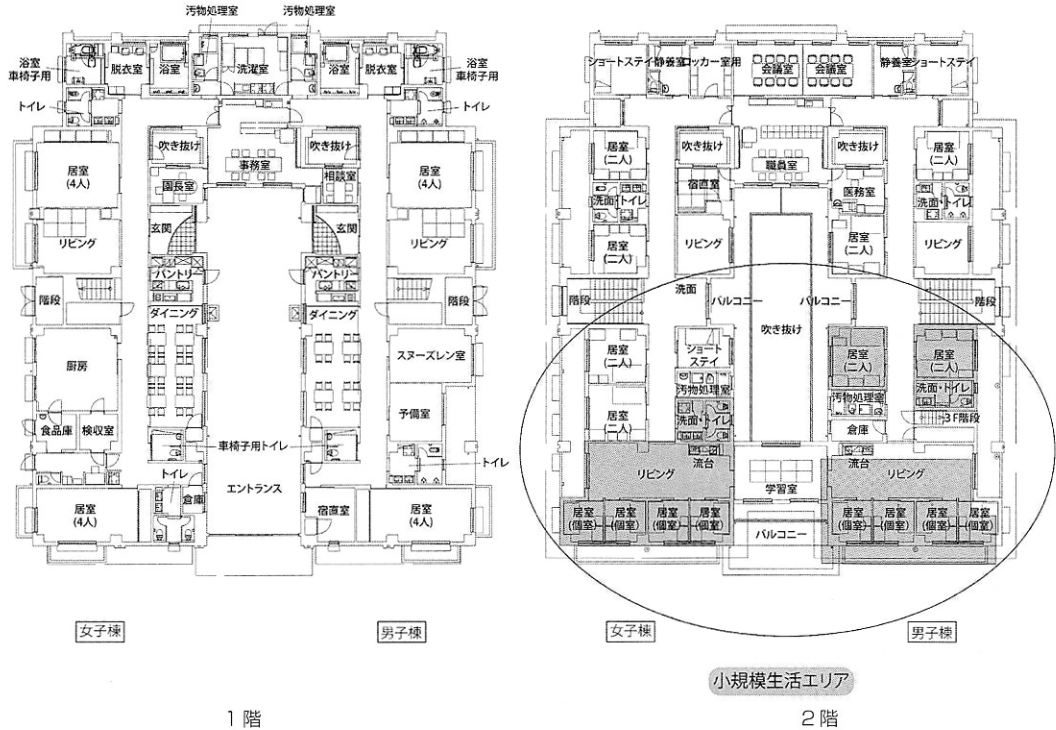 汚物処理室
汚物処理室
浴室
車椅子用
脱衣室
浴室
洗濯室
浴室
脱衣室
浴室
車椅子用
トイレ
トイレ
居室
(4人)
吹き抜け
事務室
吹き抜け
居室
(4人)
園長室
相談室
リビング
玄関
玄関
リビング
パントリー
パントリー
階段
ダイニング
ダイニング
階段
厨房
スヌーズレン室
予備室
食品庫
検収室
車椅子用トイレ
トイレ
トイレ
倉庫
エントランス
居室
(4人)
宿直室
居室
(4人)
女子棟
男子棟
1階
ショートステイ
静養室
ロッカー室用
会議室
会議室
静養室
ショートステイ
居室
(二人)
吹き抜け
職員室
吹き抜け
居室
(二人)
宿直室
医務室
洗面・トイレ
洗面・トイレ
居室
(二人)
リビング
居室
(二人)
リビング
洗面
階段
バルコニー
バルコニー
階段
吹き抜け
居室
(二人)
ショート
ステイ
居室
(二人)
居室
(二人)
汚物処理室
洗面・トイレ
汚物処理室
居室
(二人)
洗面・トイレ
倉庫
3F階段
流台
流台
リビング
学習室
リビング
居室
(個室)
居室
(個室)
居室
(個室)
居室
(個室)
バルコニー
居室
(個室)
居室
(個室)
居室
(個室)
居室
(個室)
女子棟
男子棟
小規模生活エリア
2階